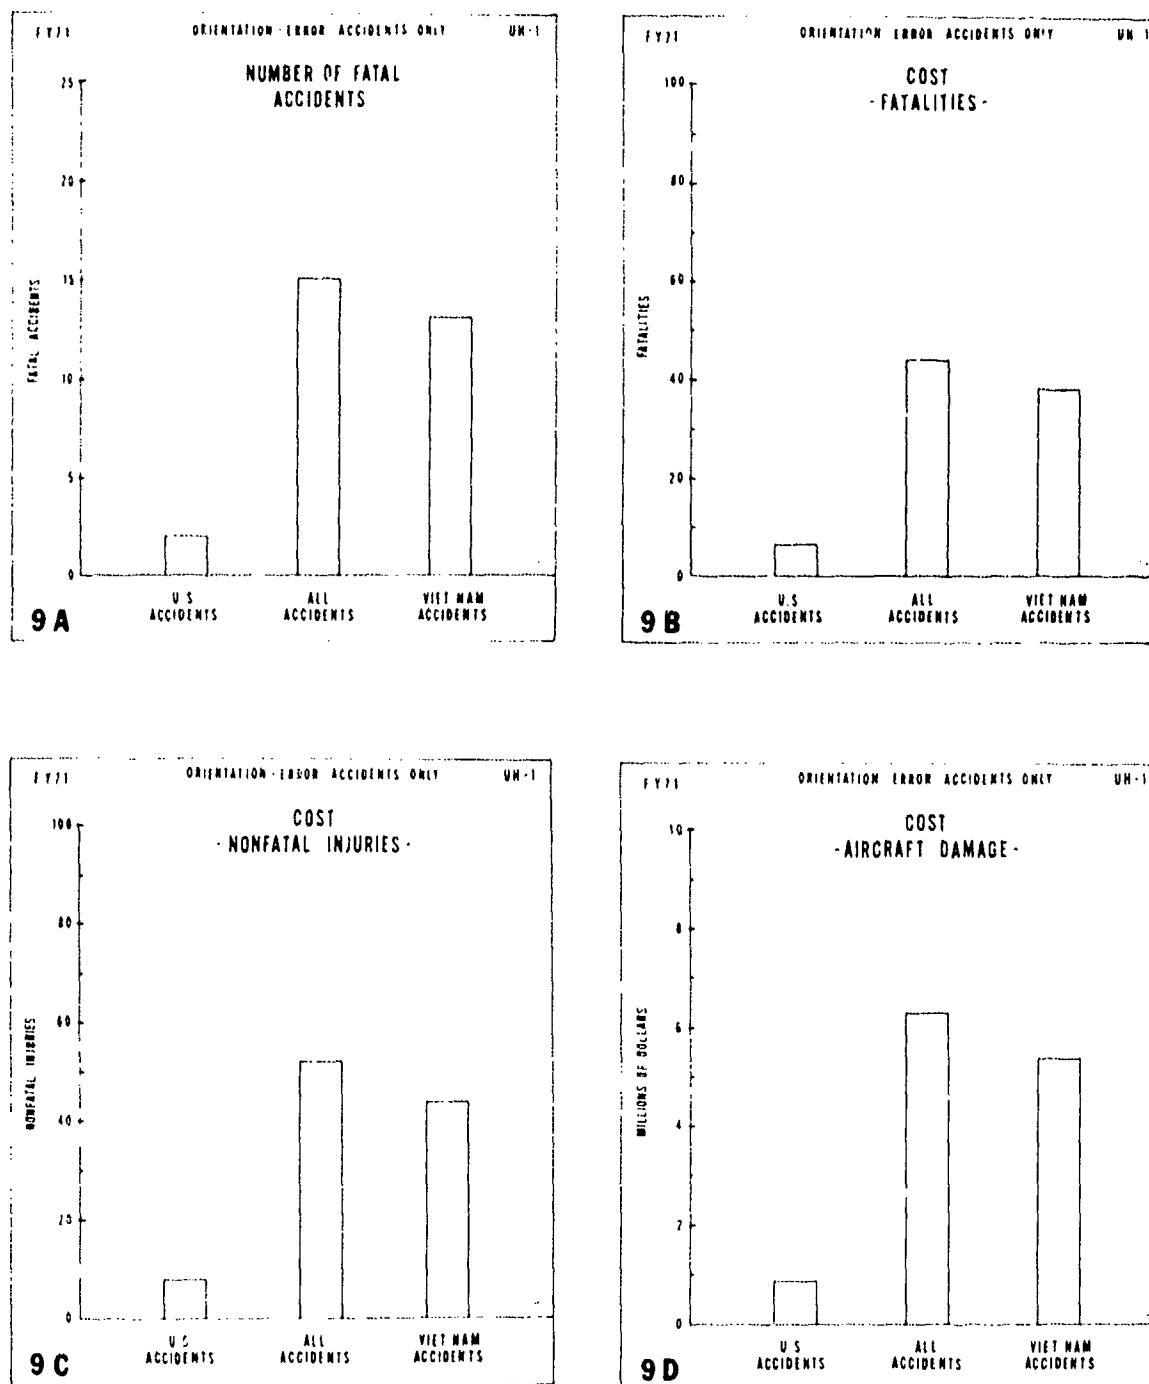 FY71 ORIENTATION-ERROR ACCIDENTS ONLY UH-1
NUMBER OF FATAL
ACCIDENTS
25
20
15
10
5
0
FATAL ACCIDENTS
U.S ALL VIET NAM
ACCIDENTS ACCIDENTS ACCIDENTS
9A
FY71 ORIENTATION ERROR ACCIDENTS ONLY UH-1
COST
- FATALITIES -
100
80
60
40
20
0
FATALITIES
U.S ALL VIET NAM
ACCIDENTS ACCIDENTS ACCIDENTS
9B
FY71 ORIENTATION-ERROR ACCIDENTS ONLY UH-1
COST
- NONFATAL INJURIES -
100
80
60
40
20
0
NONFATAL INJURIES
U.S ALL VIET NAM
ACCIDENTS ACCIDENTS ACCIDENTS
9C
FY71 ORIENTATION ERROR ACCIDENTS ONLY UH-1
COST
- AIRCRAFT DAMAGE -
10
8
6
4
2
0
MILLIONS OF DOLLARS
U.S ALL VIET NAM
ACCIDENTS ACCIDENTS ACCIDENTS
9D